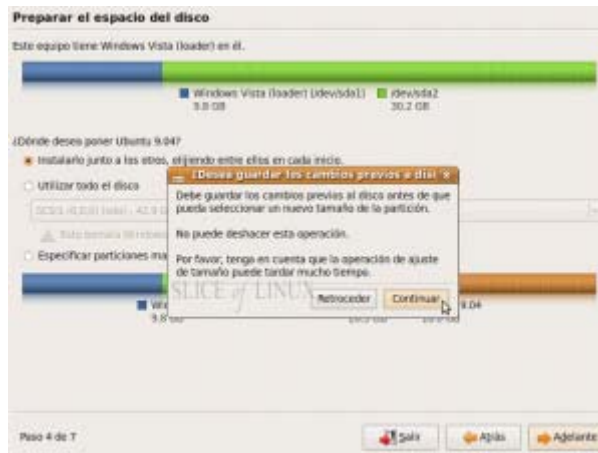 Preparar el espacio del disco
Este equipo tiene Windows Vista (loader) en él.
Windows Vista (loader) (/dev/sda1)
9.8 GB
/dev/sda2
30.2 GB
¿Dónde desea poner Ubuntu 9.04?
Instalarlo junto a los otros, eligiendo entre ellos en cada inicio.
Utilizar todo el disco
Especificar particiones ma
¿Desea guardar los cambios previos a disc
Debe guardar los cambios previos al disco antes de que
pueda seleccionar un nuevo tamaño de la partición.
No puede deshacer esta operación.
Por favor, tenga en cuenta que la operación de ajuste
de tamaño puede tardar mucho tiempo.
SLICE of LINUX
Retroceder
Continuar
9.04
9.8
Paso 4 de 7
Salir
Atrás
Adelante